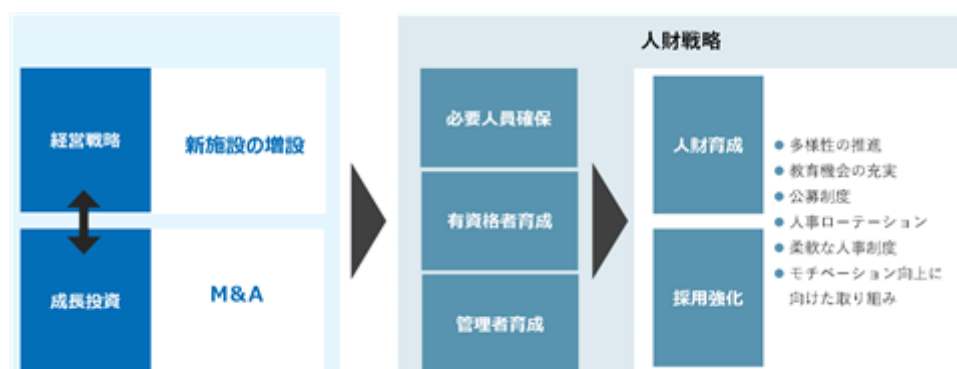 人財戦略
経営戦略
新施設の増設
成長投資
M&A
必要人員確保
有資格者育成
管理者育成
人財育成
採用強化
● 多様性の推進
● 教育機会の充実
● 公募制度
● 人事ローテーション
● 柔軟な人事制度
● モチベーション向上に
向けた取り組み